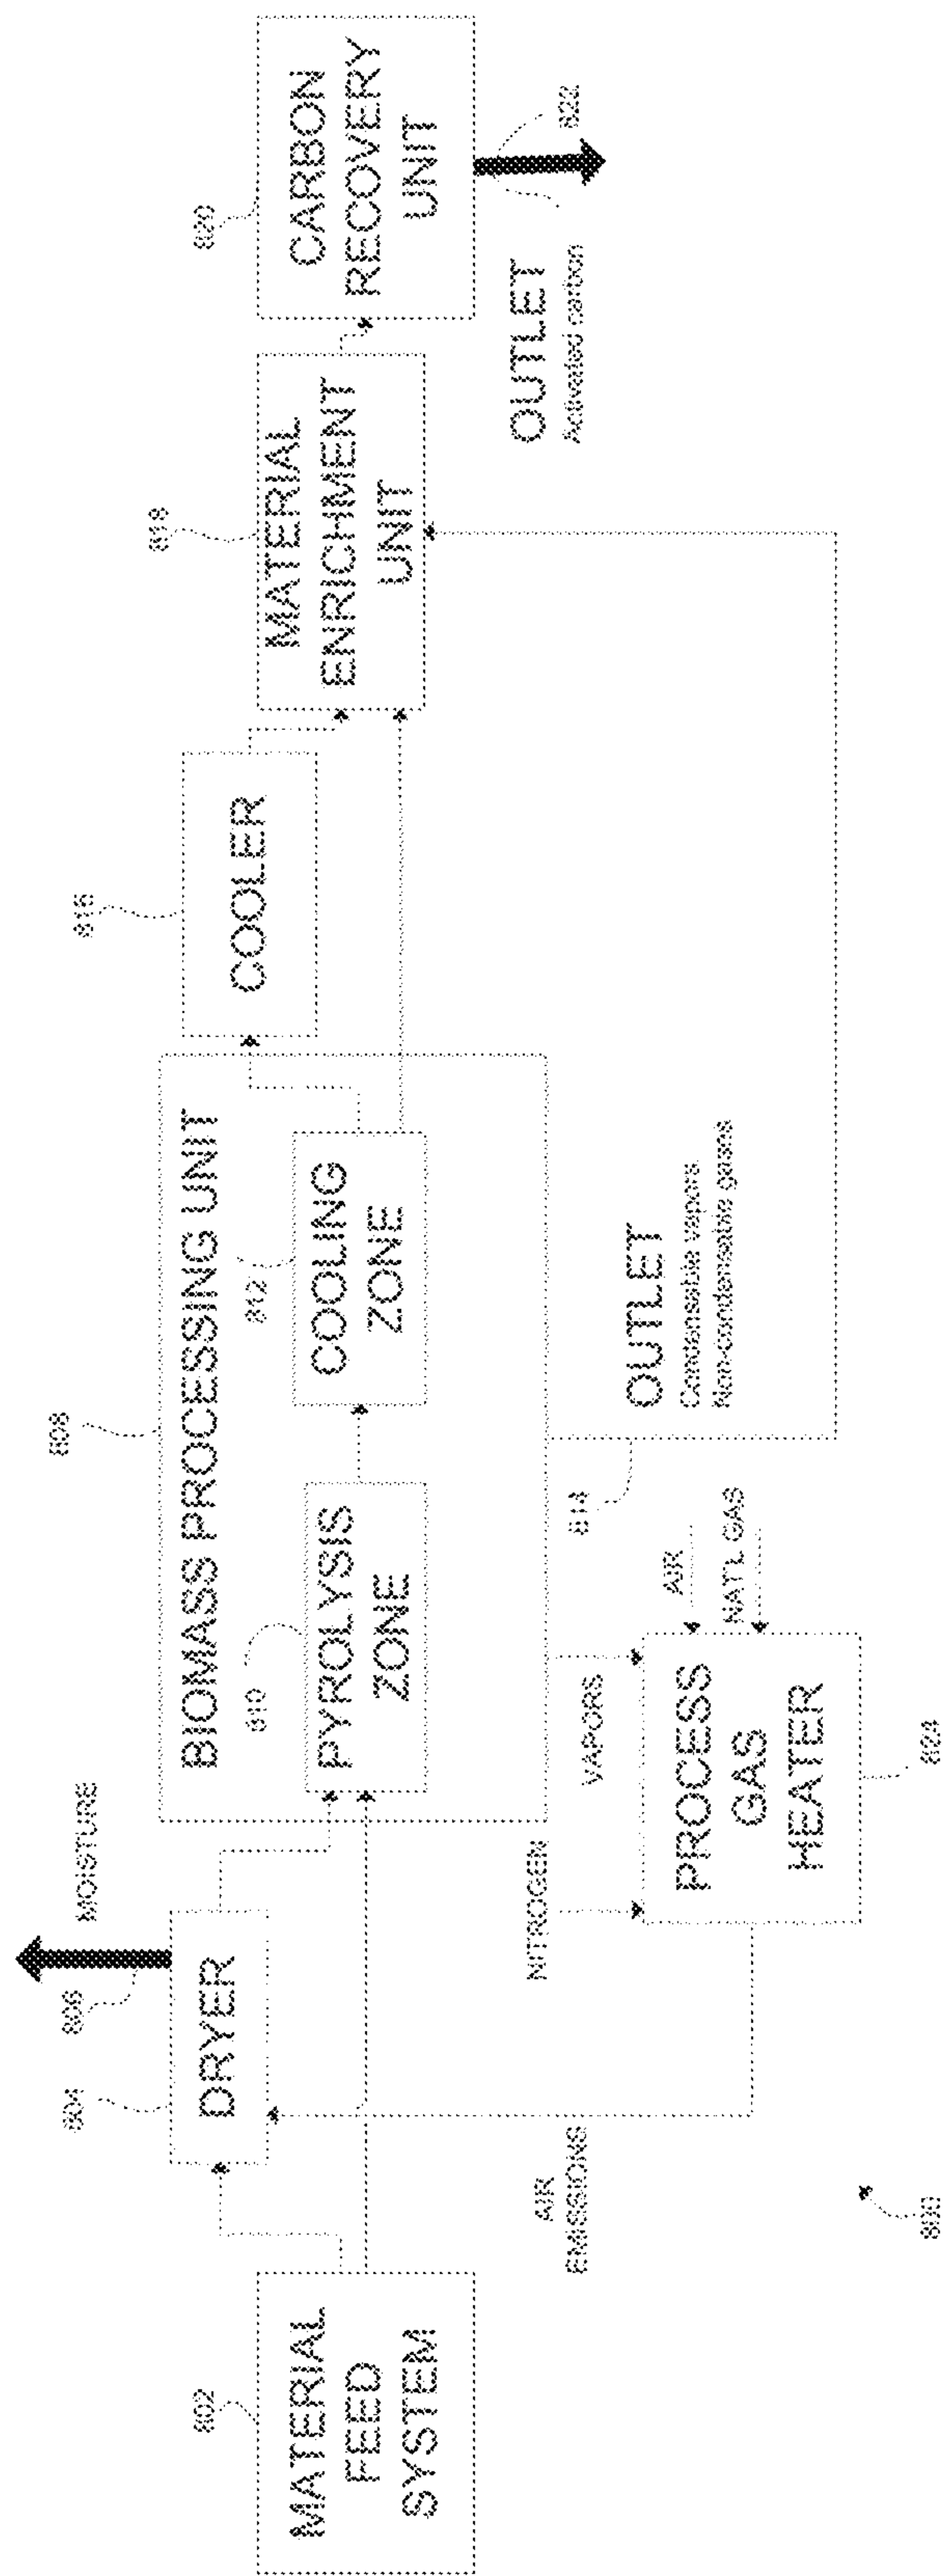 800
802
MATERIAL
FEED
SYSTEM
804
DRYER
806
MOISTURE
808
BIOMASS PROCESSING UNIT
810
PYROLYSIS
ZONE
812
COOLING
ZONE
816
COOLER
818
MATERIAL
ENRICHMENT
UNIT
820
CARBON
RECOVERY
UNIT
822
OUTLET
Activated carbon
814
OUTLET
Condensable vapors
Non-condensable gases
AIR
NAT'L GAS
VAPORS
NITROGEN
PROCESS
GAS
HEATER
824
AIR
EMISSIONS